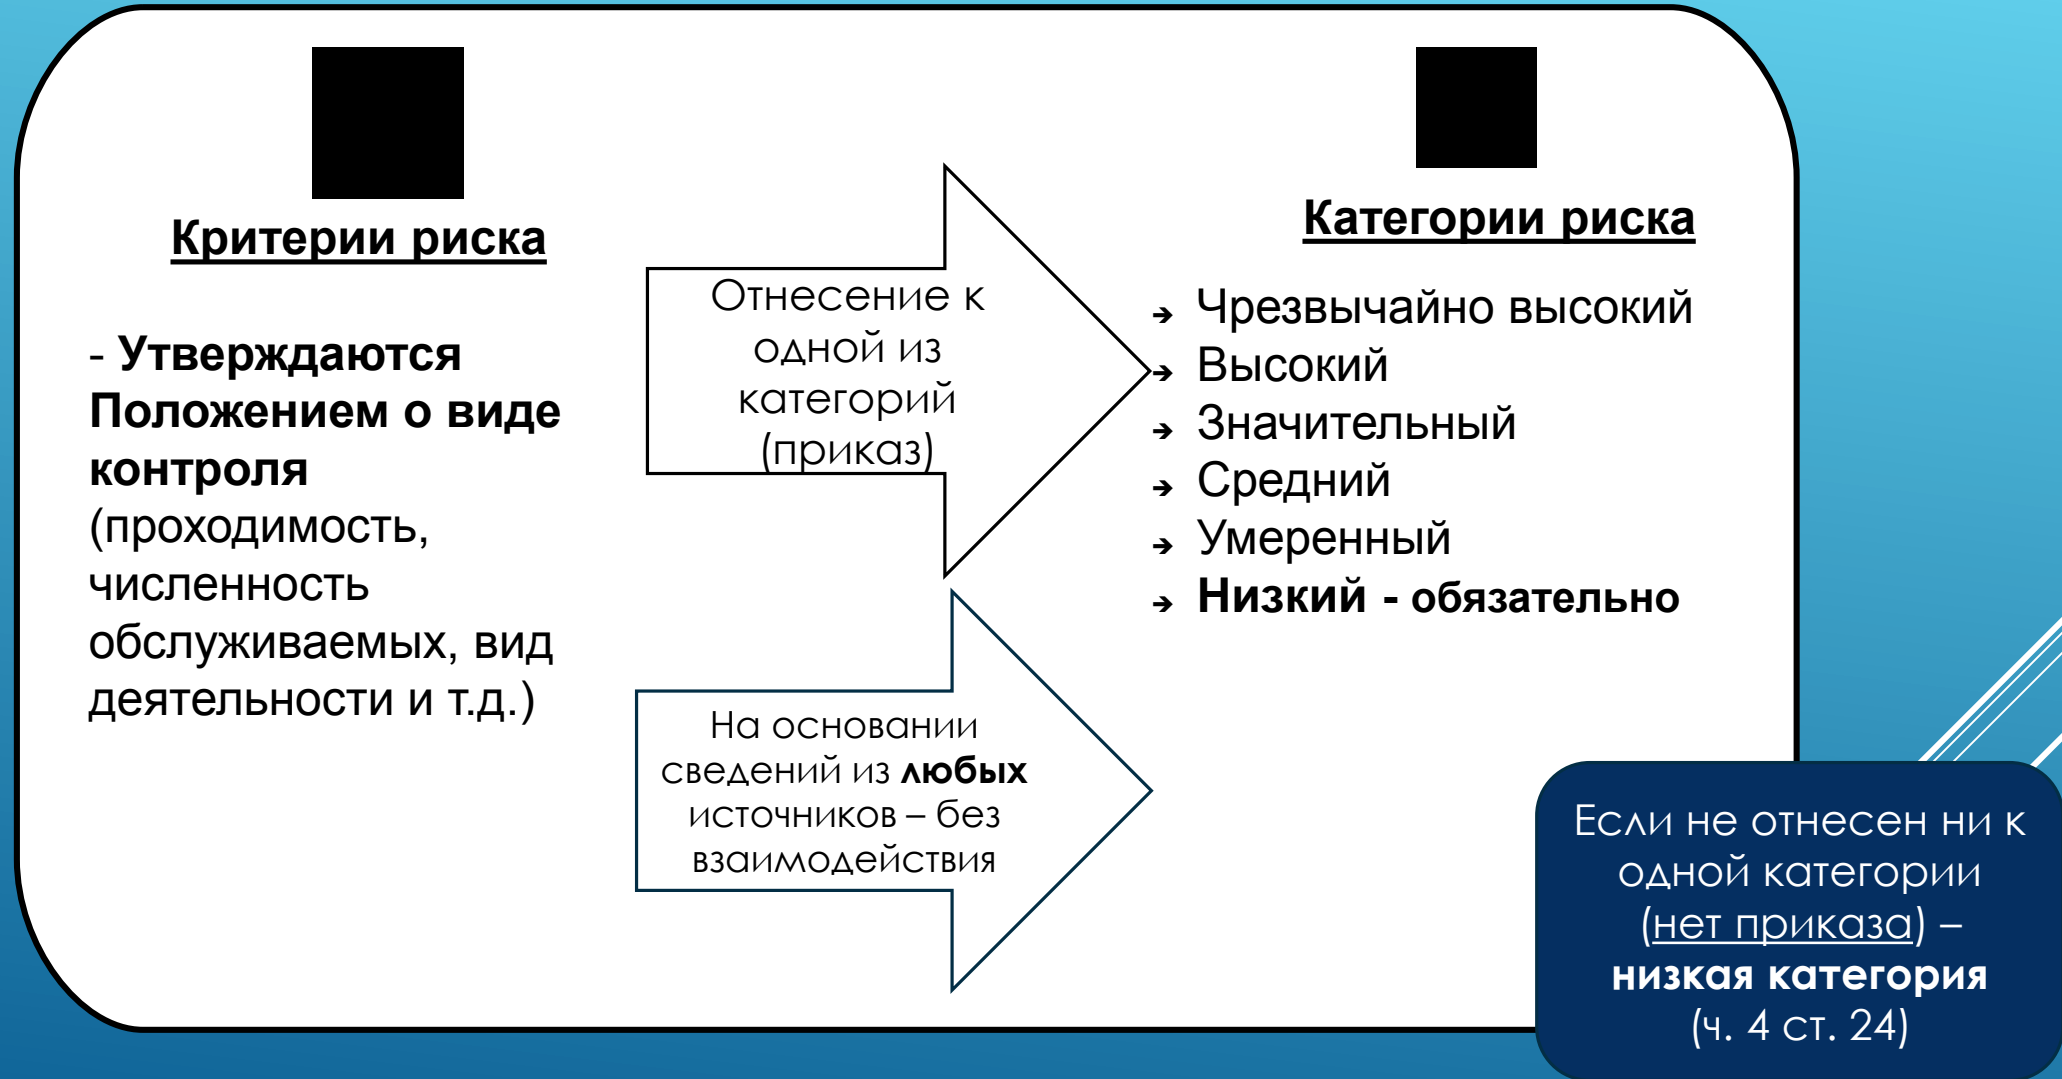 Критерии риска
- Утверждаются
Положением о виде
контроля
(проходимость,
численность
обслуживаемых, вид
деятельности и т.д.)
Отнесение к
одной из
категорий
(приказ)
На основании
сведений из любых
источников – без
взаимодействия
Категории риска
➔ Чрезвычайно высокий
➔ Высокий
➔ Значительный
➔ Средний
➔ Умеренный
➔ Низкий - обязательно
Если не отнесен ни к
одной категории
(нет приказа) –
низкая категория
(ч. 4 ст. 24)